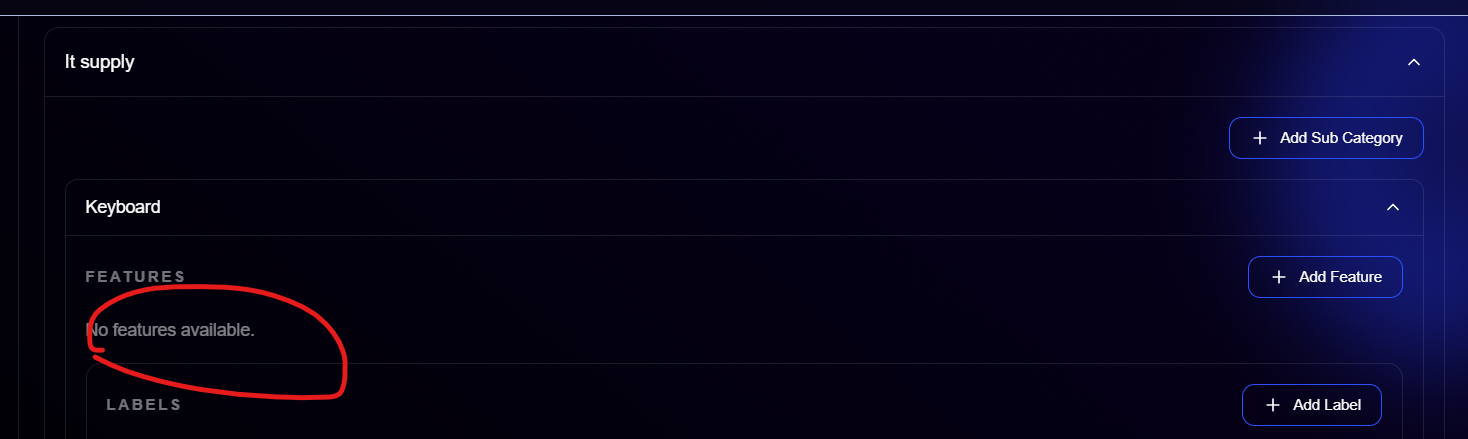 It supply
Add Sub Category
Keyboard
FEATURES
Add Feature
No features available.
LABELS
Add Label